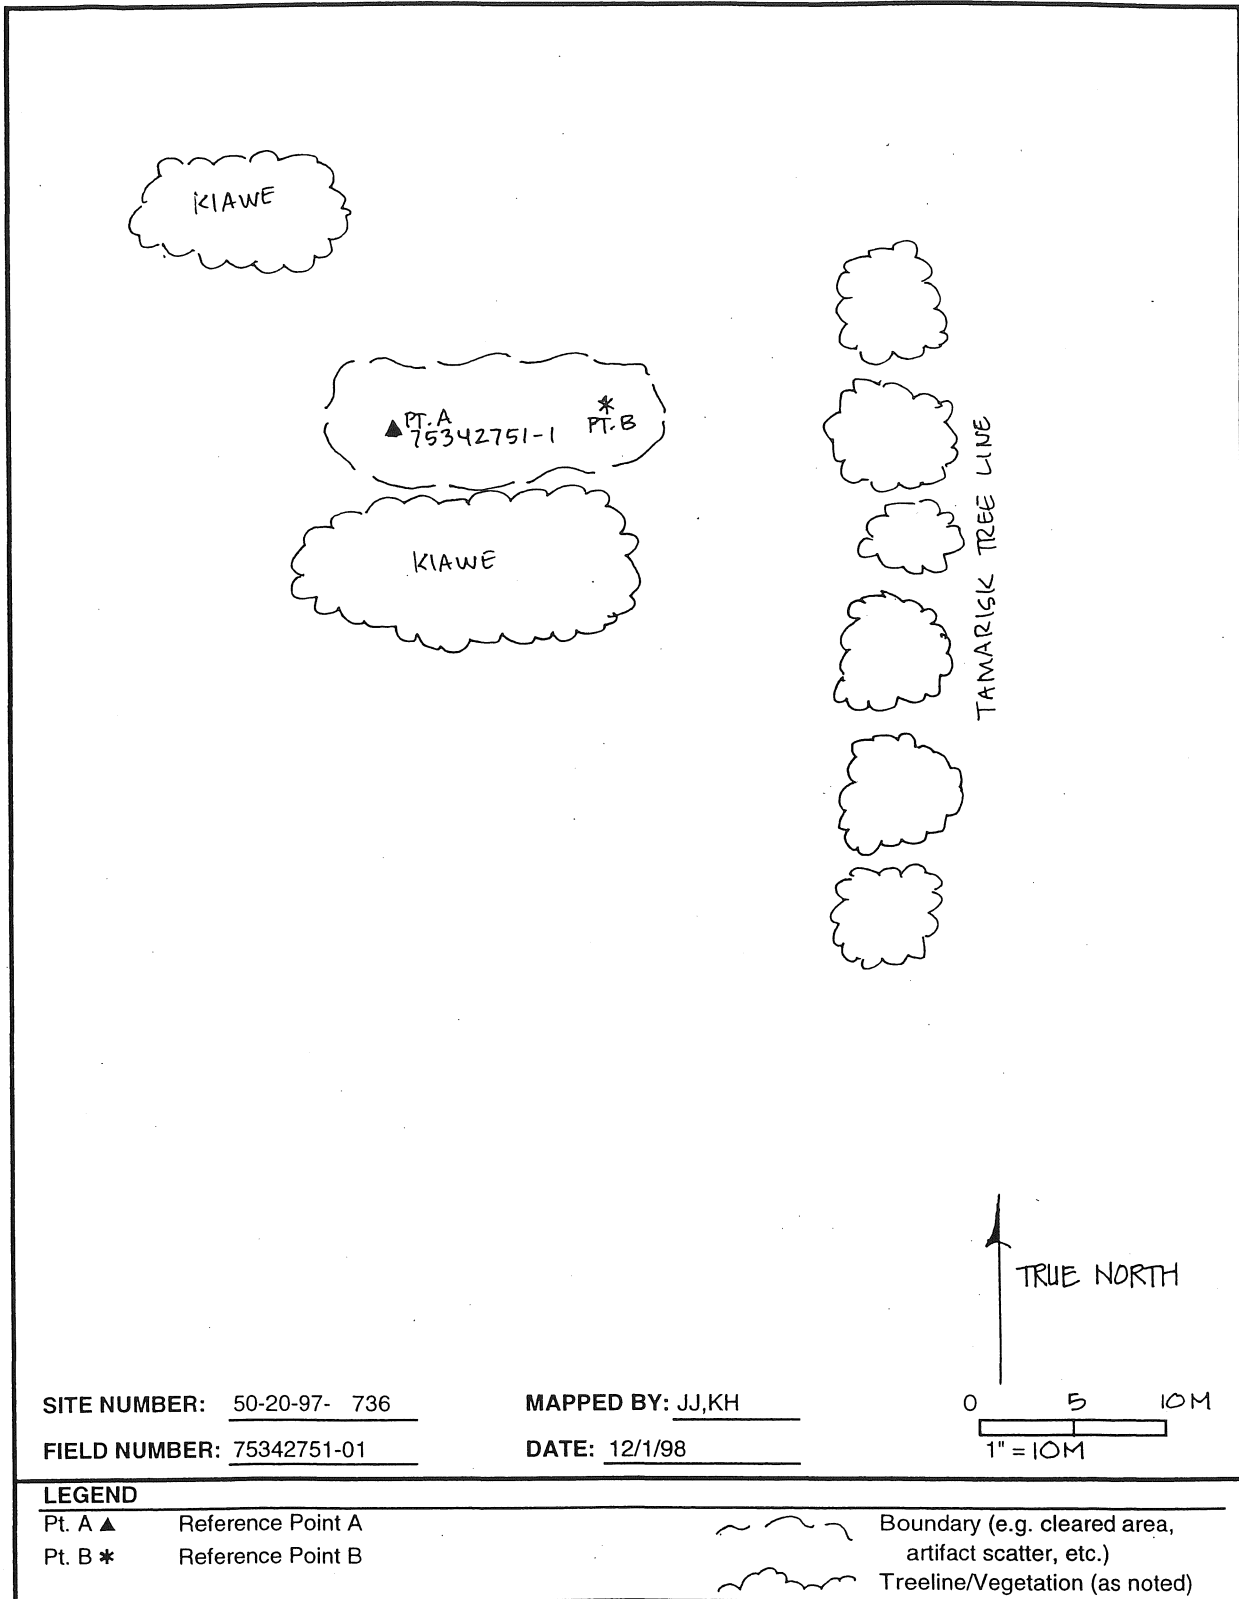 KIAWE
PT. A
75342751-1
PT. B
KIAWE
TAMARISK TREE LINE
TRUE NORTH
SITE NUMBER: 50-20-97- 736
MAPPED BY: JJ,KH
0 5 10 M
FIELD NUMBER: 75342751-01
DATE: 12/1/98
1" = 10M
LEGEND
Pt. A ▲ Reference Point A
Pt. B * Reference Point B
Boundary (e.g. cleared area,
artifact scatter, etc.)
Treeline/Vegetation (as noted)